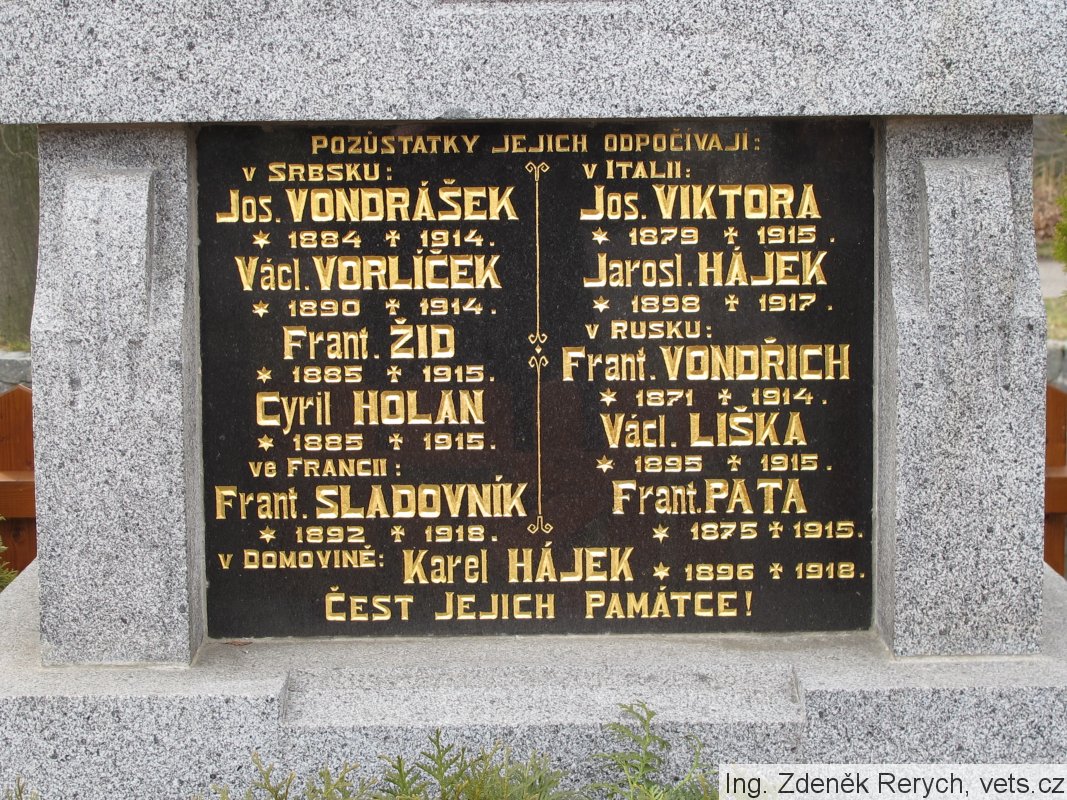 POZŮSTATKY JEJICH ODPOČÍVAJÍ:
V SRBSKU:
JOS. VONDRÁŠEK
* 1884 ✝ 1914.
Václ. VORLÍČEK
* 1890 ✝ 1914.
Frant. ŽID
* 1885 ✝ 1915.
Cyril HOLAN
* 1885 ✝ 1915.
VE FRANCII:
Frant. SLADOVNÍK
* 1892 ✝ 1918.
V ITALII:
JOS. VIKTORA
* 1879 ✝ 1915.
Jarosl. HÁJEK
* 1898 ✝ 1917.
V RUSKU:
Frant. VONDŘICH
* 1871 ✝ 1914.
Václ. LIŠKA
* 1895 ✝ 1915.
Frant. PATA
* 1875 ✝ 1915.
V DOMOVINĚ: Karel HÁJEK * 1896 ✝ 1918.
ČEST JEJICH PAMÁTCE!
Ing. Zdeněk Rerych, vets.cz